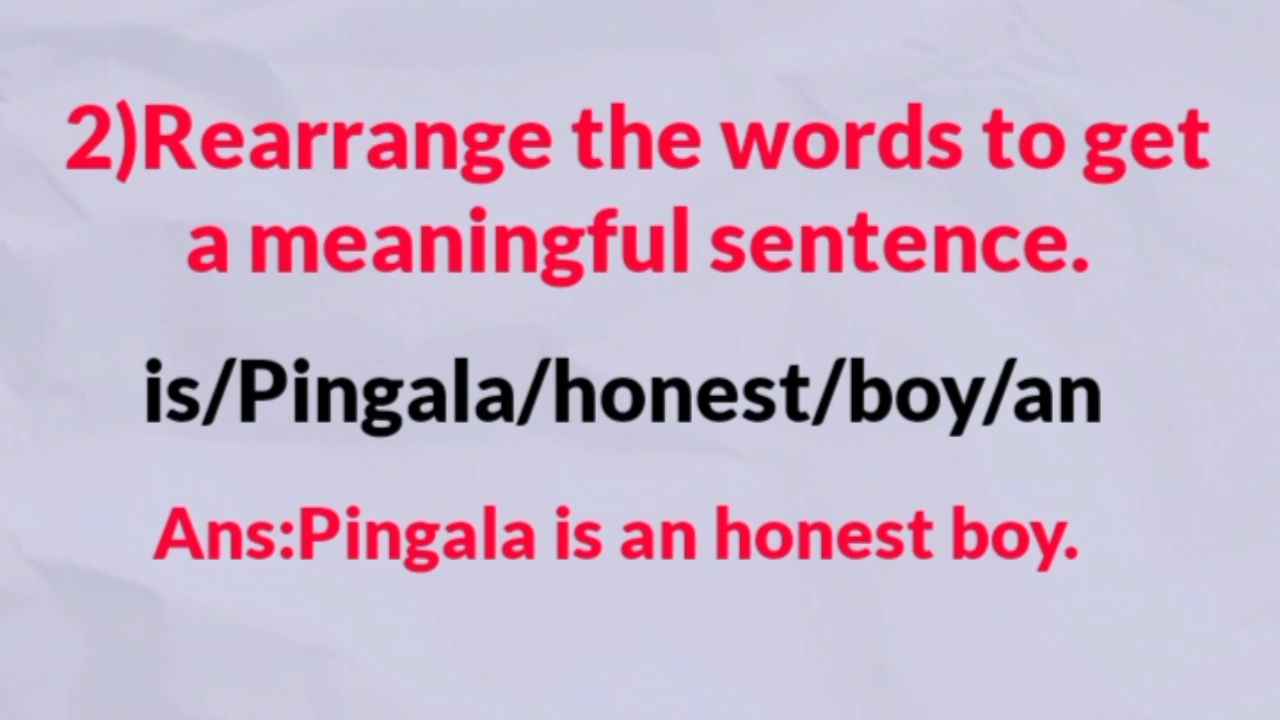 2)Rearrange the words to get
a meaningful sentence.
is/Pingala/honest/boy/an
Ans:Pingala is an honest boy.